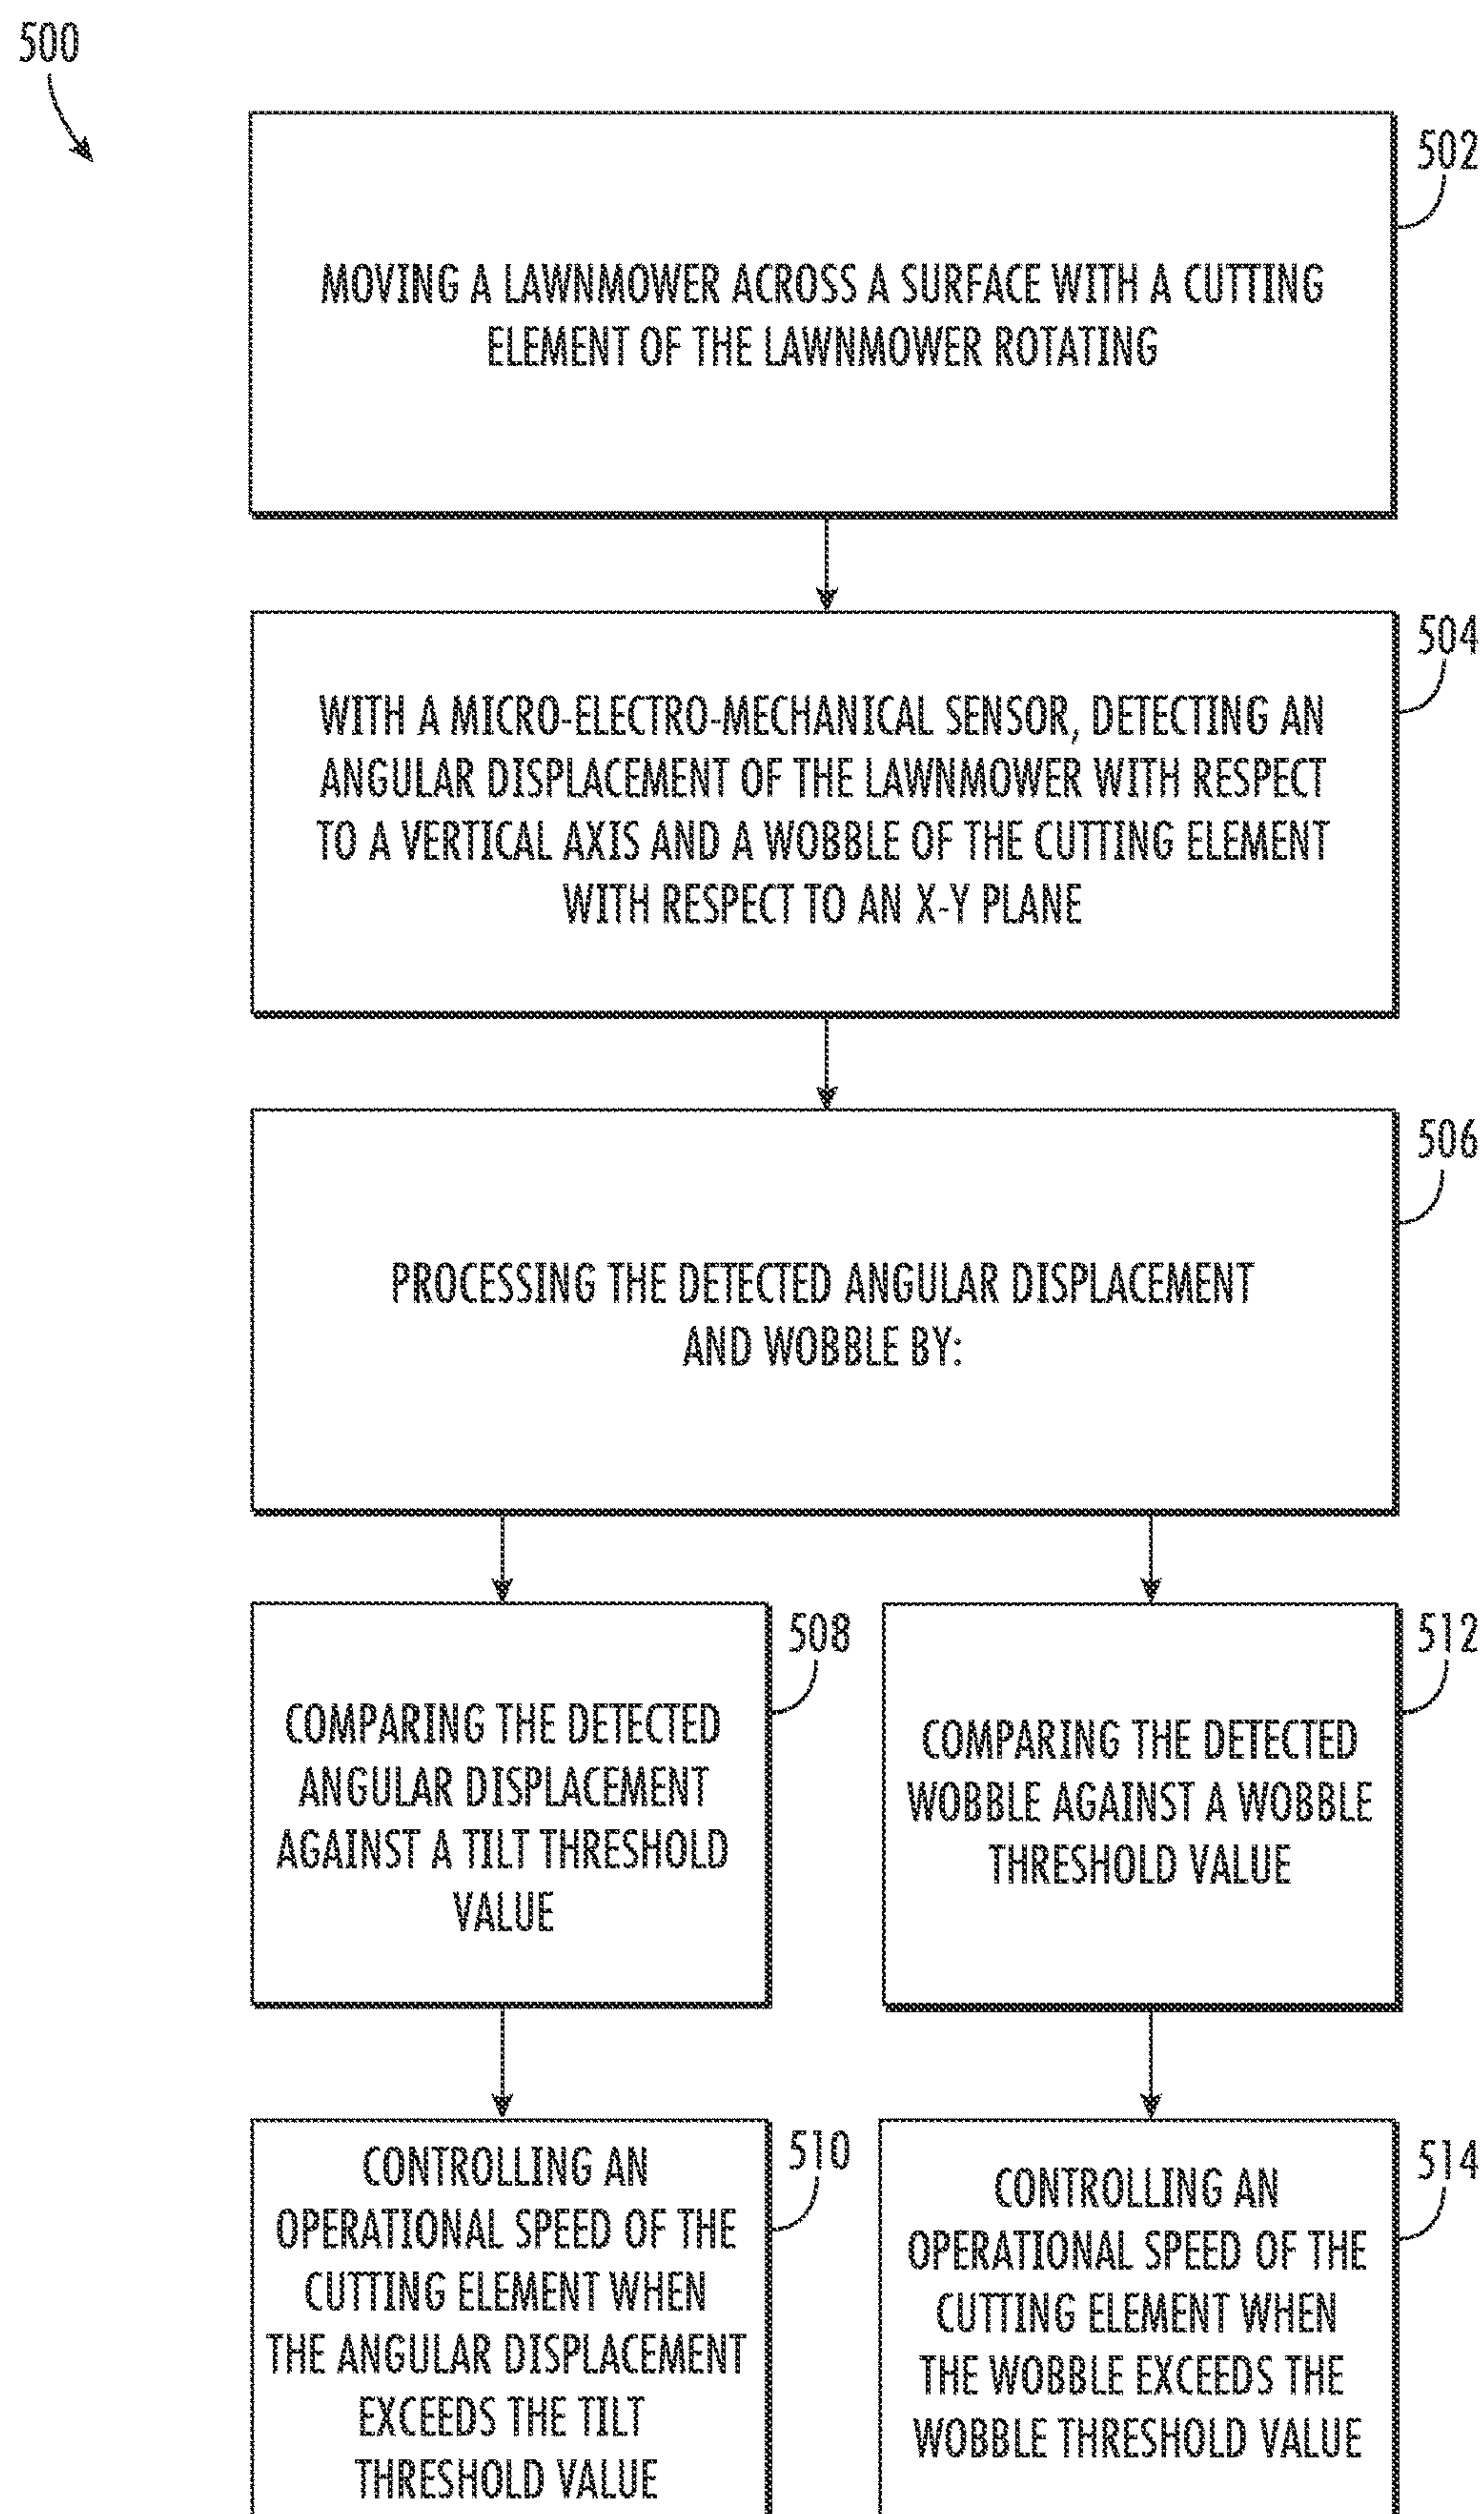 500
502
MOVING A LAWNMOWER ACROSS A SURFACE WITH A CUTTING
ELEMENT OF THE LAWNMOWER ROTATING
504
WITH A MICRO-ELECTRO-MECHANICAL SENSOR, DETECTING AN
ANGULAR DISPLACEMENT OF THE LAWNMOWER WITH RESPECT
TO A VERTICAL AXIS AND A WOBBLE OF THE CUTTING ELEMENT
WITH RESPECT TO AN X-Y PLANE
506
PROCESSING THE DETECTED ANGULAR DISPLACEMENT
AND WOBBLE BY:
508
COMPARING THE DETECTED
ANGULAR DISPLACEMENT
AGAINST A TILT THRESHOLD
VALUE
512
COMPARING THE DETECTED
WOBBLE AGAINST A WOBBLE
THRESHOLD VALUE
510
CONTROLLING AN
OPERATIONAL SPEED OF THE
CUTTING ELEMENT WHEN
THE ANGULAR DISPLACEMENT
EXCEEDS THE TILT
THRESHOLD VALUE
514
CONTROLLING AN
OPERATIONAL SPEED OF THE
CUTTING ELEMENT WHEN
THE WOBBLE EXCEEDS THE
WOBBLE THRESHOLD VALUE